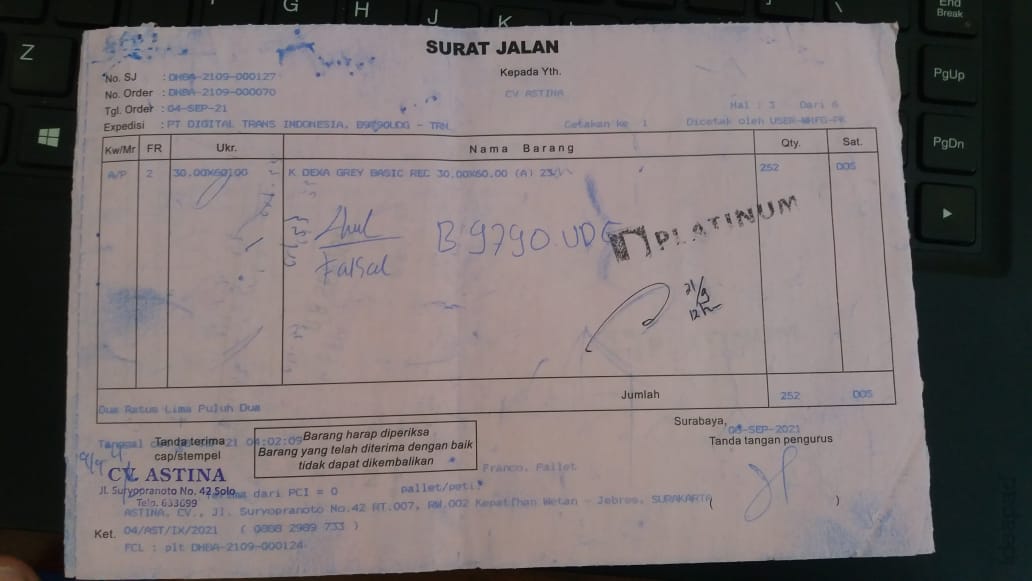 SURAT JALAN
No. SJ : DHBA-2109-000127
No. Order : DHBA-2109-000070
Tgl. Order : 04-SEP-21
Expedisi : PT DIGITAL TRANS INDONESIA, B9790UDG - TRN
Kepada Yth.
CV ASTINA
Hal : 3 Dari 6
Cetakan ke 1 Dicetak oleh USER-WHFG-PK
Kw/Mr FR Ukr. Nama Barang Qty. Sat.
A/P 2 30.00X60.00 K DEXA GREY BASIC REC 30.00X60.00 (A) 23/ 252 DOS
Faisal
B 9790 UDG
PLATINUM
21/9
Jumlah 252 DOS
Dua Ratus Lima Puluh Dua
Surabaya, 03-SEP-2021
Tanggal 21 04:02:09
Tanda terima
cap/stempel
Barang harap diperiksa
Barang yang telah diterima dengan baik
tidak dapat dikembalikan
Tanda tangan pengurus
CV. ASTINA
Jl. Suryopranoto No. 42 Solo
Telp. 633699
Franco, Pallet
dari PCI = 0 pallet/peti
ASTINA, CV., Jl. Suryopranoto No.42 RT.007, RW.002 Kepatihan Wetan - Jebres, SURAKARTA ( )
Ket. 04/AST/IX/2021 ( 0888 2989 733 )
FCL : plt DHBA-2109-000124
End
Break
PgUp
PgDn
G
H
J
K
Z
ideapad